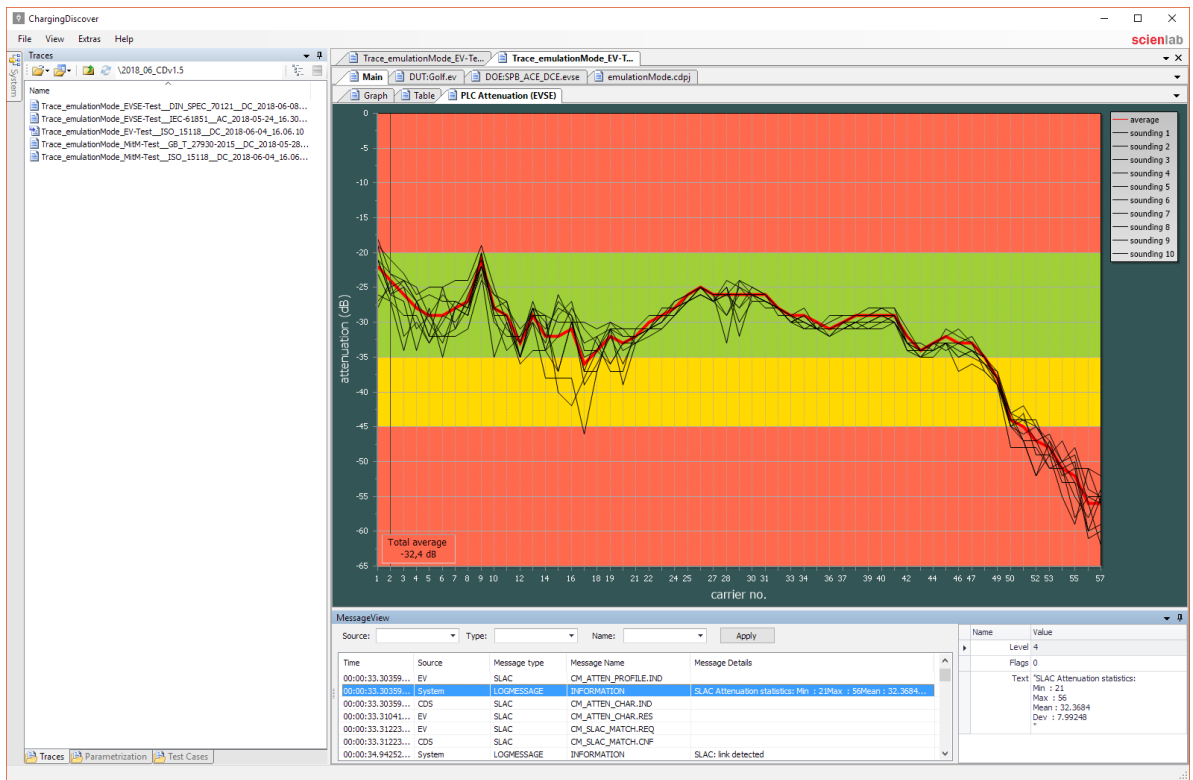 ChargingDiscover
File View Extras Help
scienlab
System
Traces
\2018_06_CDv1.5
Name
Trace_emulationMode_EVSE-Test__DIN_SPEC_70121__DC_2018-06-08...
Trace_emulationMode_EVSE-Test__IEC-61851__AC_2018-05-24_16.30...
Trace_emulationMode_EV-Test__ISO_15118__DC_2018-06-04_16.06.10
Trace_emulationMode_MitM-Test__GB_T_27930-2015__DC_2018-05-28...
Trace_emulationMode_MitM-Test__ISO_15118__DC_2018-06-04_16.06...
Traces Parametrization Test Cases
Trace_emulationMode_EV-Te... Trace_emulationMode_EV-T...
Main DUT:Golf.ev DOE:SPB_ACE_DCE.evse emulationMode.cdpj
Graph Table PLC Attenuation (EVSE)
attenuation (dB)
0
-5
-10
-15
-20
-25
-30
-35
-40
-45
-50
-55
-60
-65
Total average
-32,4 dB
1 2 3 4 5 6 7 8 9 10 12 14 16 18 19 21 22 24 25 27 28 30 31 33 34 36 37 39 40 42 44 46 47 49 50 52 53 55 57
carrier no.
average
sounding 1
sounding 2
sounding 3
sounding 4
sounding 5
sounding 6
sounding 7
sounding 8
sounding 9
sounding 10
MessageView
Source: Type: Name: Apply
Time Source Message type Message Name Message Details
00:00:33.30359... EV SLAC CM_ATTEN_PROFILE.IND
00:00:33.30359... System LOGMESSAGE INFORMATION SLAC Attenuation statistics: Min : 21Max : 56Mean : 32.3684...
00:00:33.30359... CDS SLAC CM_ATTEN_CHAR.IND
00:00:33.31041... EV SLAC CM_ATTEN_CHAR.RES
00:00:33.31223... EV SLAC CM_SLAC_MATCH.REQ
00:00:33.31223... CDS SLAC CM_SLAC_MATCH.CNF
00:00:34.94252... System LOGMESSAGE INFORMATION SLAC: link detected
Name Value
Level 4
Flags 0
Text "SLAC Attenuation statistics:
Min : 21
Max : 56
Mean : 32.3684
Dev : 7.99248
"